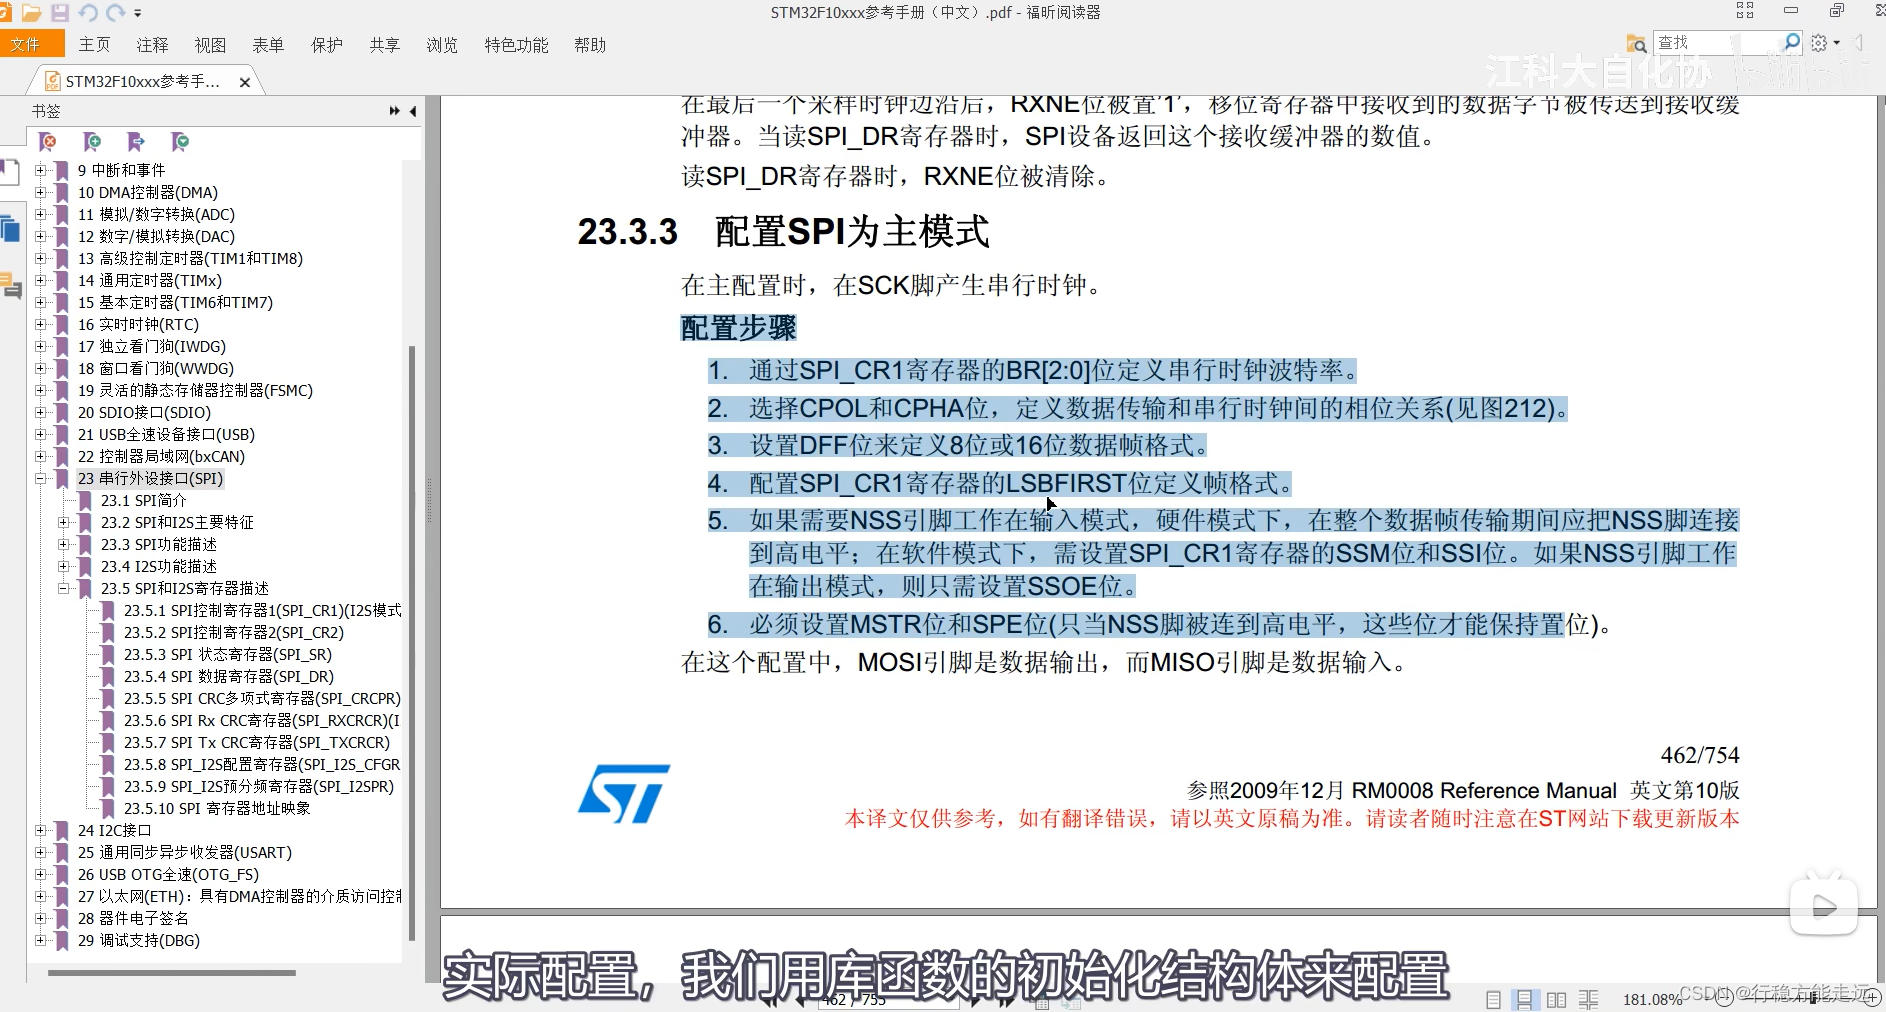 STM32F10xxx参考手册（中文）.pdf - 福昕阅读器
文件 主页 注释 视图 表单 保护 共享 浏览 特色功能 帮助
查找
江科大自化协
STM32F10xxx参考手...
书签
9 中断和事件
10 DMA控制器(DMA)
11 模拟/数字转换(ADC)
12 数字/模拟转换(DAC)
13 高级控制定时器(TIM1和TIM8)
14 通用定时器(TIMx)
15 基本定时器(TIM6和TIM7)
16 实时时钟(RTC)
17 独立看门狗(IWDG)
18 窗口看门狗(WWDG)
19 灵活的静态存储器控制器(FSMC)
20 SDIO接口(SDIO)
21 USB全速设备接口(USB)
22 控制器局域网(bxCAN)
23 串行外设接口(SPI)
23.1 SPI简介
23.2 SPI和I2S主要特征
23.3 SPI功能描述
23.4 I2S功能描述
23.5 SPI和I2S寄存器描述
23.5.1 SPI控制寄存器1(SPI_CR1)(I2S模式
23.5.2 SPI控制寄存器2(SPI_CR2)
23.5.3 SPI 状态寄存器(SPI_SR)
23.5.4 SPI 数据寄存器(SPI_DR)
23.5.5 SPI CRC多项式寄存器(SPI_CRCPR)
23.5.6 SPI Rx CRC寄存器(SPI_RXCRCR)(I
23.5.7 SPI Tx CRC寄存器(SPI_TXCRCR)
23.5.8 SPI_I2S配置寄存器(SPI_I2S_CFGR
23.5.9 SPI_I2S预分频寄存器(SPI_I2SPR)
23.5.10 SPI 寄存器地址映象
24 I2C接口
25 通用同步异步收发器(USART)
26 USB OTG全速(OTG_FS)
27 以太网(ETH)：具有DMA控制器的介质访问控制
28 器件电子签名
29 调试支持(DBG)
在最后一个采样时钟边沿后，RXNE位被置'1'，移位寄存器中接收到的数据字节被传送到接收缓
冲器。当读SPI_DR寄存器时，SPI设备返回这个接收缓冲器的数值。
读SPI_DR寄存器时，RXNE位被清除。
23.3.3 配置SPI为主模式
在主配置时，在SCK脚产生串行时钟。
配置步骤
1. 通过SPI_CR1寄存器的BR[2:0]位定义串行时钟波特率。
2. 选择CPOL和CPHA位，定义数据传输和串行时钟间的相位关系(见图212)。
3. 设置DFF位来定义8位或16位数据帧格式。
4. 配置SPI_CR1寄存器的LSBFIRST位定义帧格式。
5. 如果需要NSS引脚工作在输入模式，硬件模式下，在整个数据帧传输期间应把NSS脚连接
到高电平；在软件模式下，需设置SPI_CR1寄存器的SSM位和SSI位。如果NSS引脚工作
在输出模式，则只需设置SSOE位。
6. 必须设置MSTR位和SPE位(只当NSS脚被连到高电平，这些位才能保持置位)。
在这个配置中，MOSI引脚是数据输出，而MISO引脚是数据输入。
462/754
参照2009年12月 RM0008 Reference Manual 英文第10版
本译文仅供参考，如有翻译错误，请以英文原稿为准。请读者随时注意在ST网站下载更新版本
实际配置，我们用库函数的初始化结构体来配置
462 / 755
181.08%
CSDN @行稳方能走远